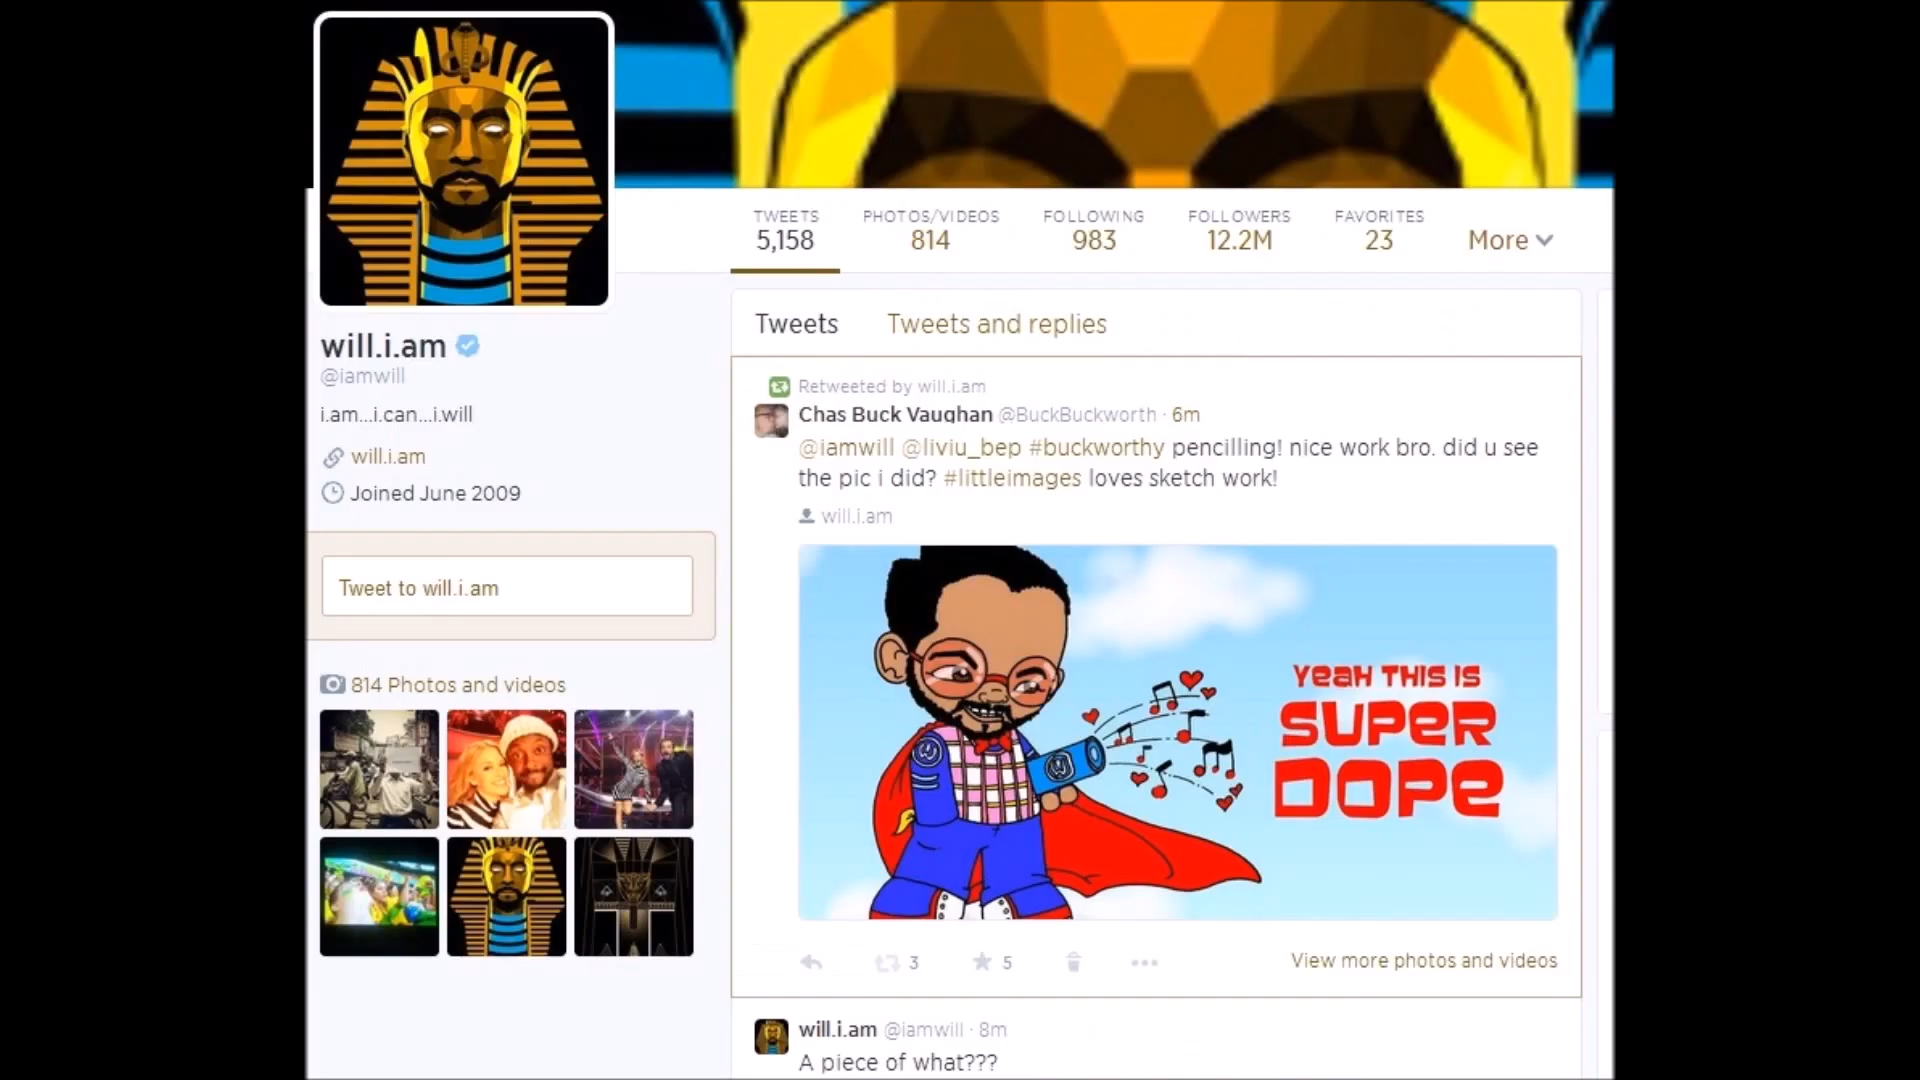 TWEETS
5,158
PHOTOS/VIDEOS
814
FOLLOWING
983
FOLLOWERS
12.2M
FAVORITES
23
More
will.i.am
@iamwill
i.am...i.can...i.will
will.i.am
Joined June 2009
Tweet to will.i.am
814 Photos and videos
Tweets
Tweets and replies
Retweeted by will.i.am
Chas Buck Vaughan @BuckBuckworth · 6m
@iamwill @liviu_bep #buckworthy pencilling! nice work bro. did u see
the pic i did? #littleimages loves sketch work!
will.i.am
YeaH THIS IS
SUPeR
DOPe
3
5
View more photos and videos
will.i.am @iamwill · 8m
A piece of what???